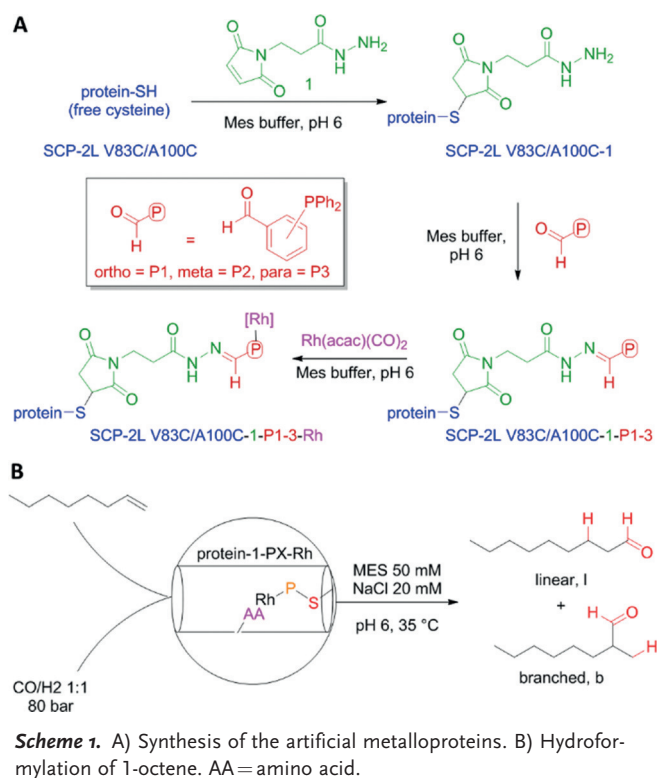 A
O
N
O
O
N
H
NH2
1
protein-SH
(free cysteine)
Mes buffer, pH 6
SCP-2L V83C/A100C
O
N
O
O
N
H
NH2
protein-S
SCP-2L V83C/A100C-1
O
P
H
=
O
H
PPh2
ortho = P1, meta = P2, para = P3
Mes buffer,
pH 6
O
P
H
[Rh]
P
O
N
O
O
N
H
N
H
protein-S
SCP-2L V83C/A100C-1-P1-3-Rh
Rh(acac)(CO)2
Mes buffer, pH 6
O
N
O
O
N
H
N
H
P
protein-S
SCP-2L V83C/A100C-1-P1-3
B
protein-1-PX-Rh
Rh P S
AA
CO/H2 1:1
80 bar
MES 50 mM
NaCl 20 mM
pH 6, 35 °C
H H
O
linear, l
+
H O
H
branched, b
Scheme 1. A) Synthesis of the artificial metalloproteins. B) Hydrofor-
mylation of 1-octene. AA = amino acid.